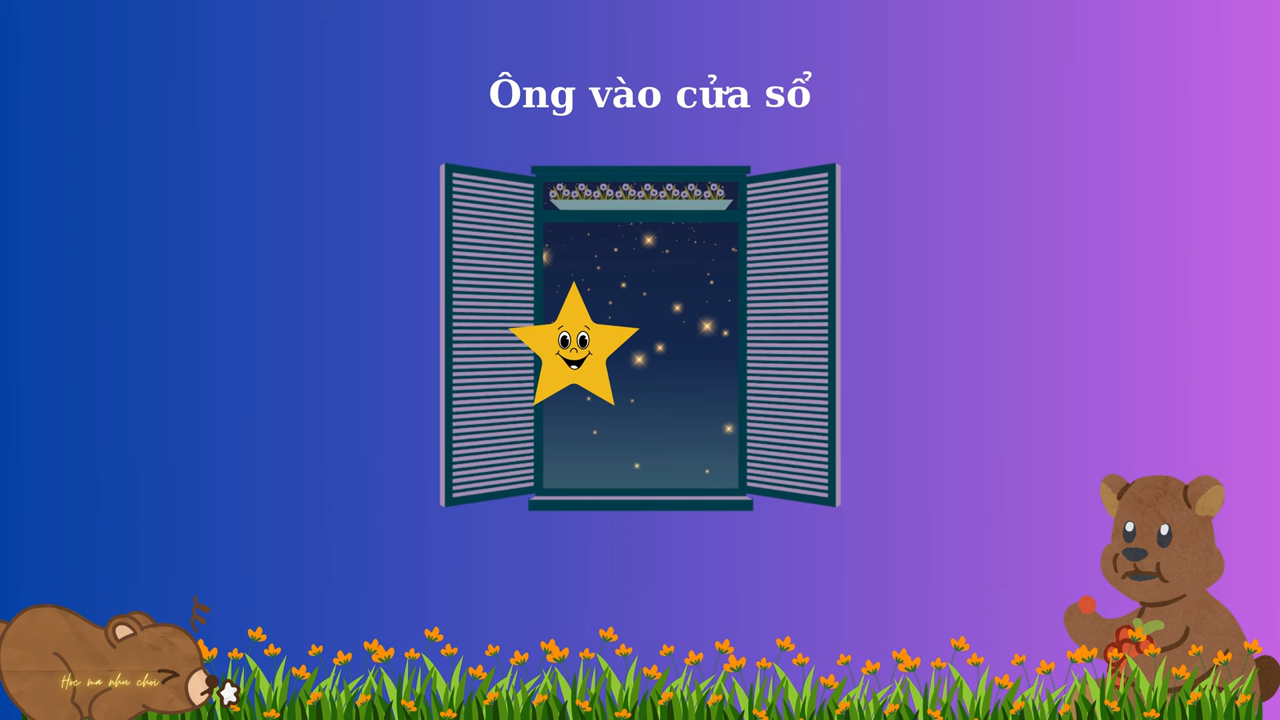 Ông vào cửa sổ
Học mà như chơi